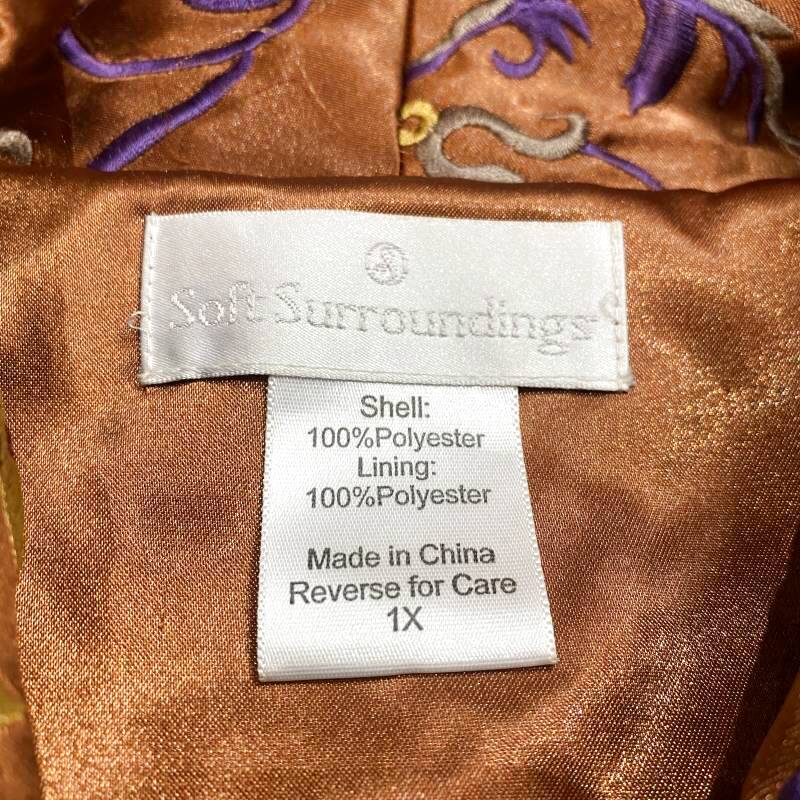 Soft Surroundings
Shell:
100%Polyester
Lining:
100%Polyester
Made in China
Reverse for Care
1X